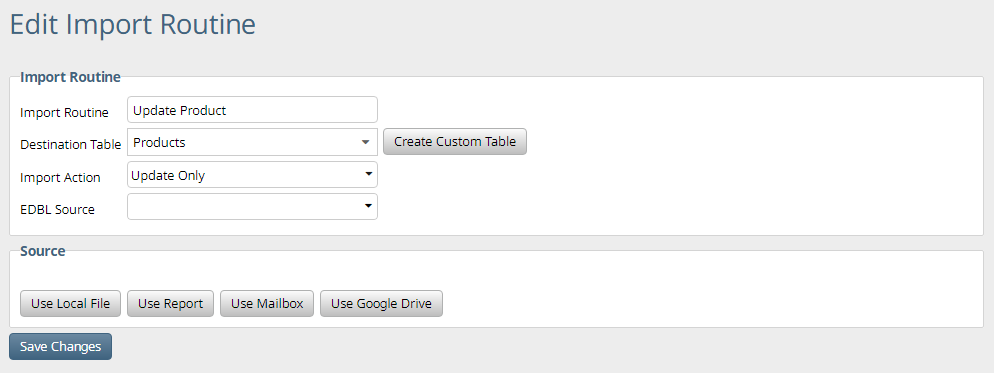 Edit Import Routine
Import Routine
Import Routine Update Product
Destination Table Products Create Custom Table
Import Action Update Only
EDBL Source
Source
Use Local File Use Report Use Mailbox Use Google Drive
Save Changes